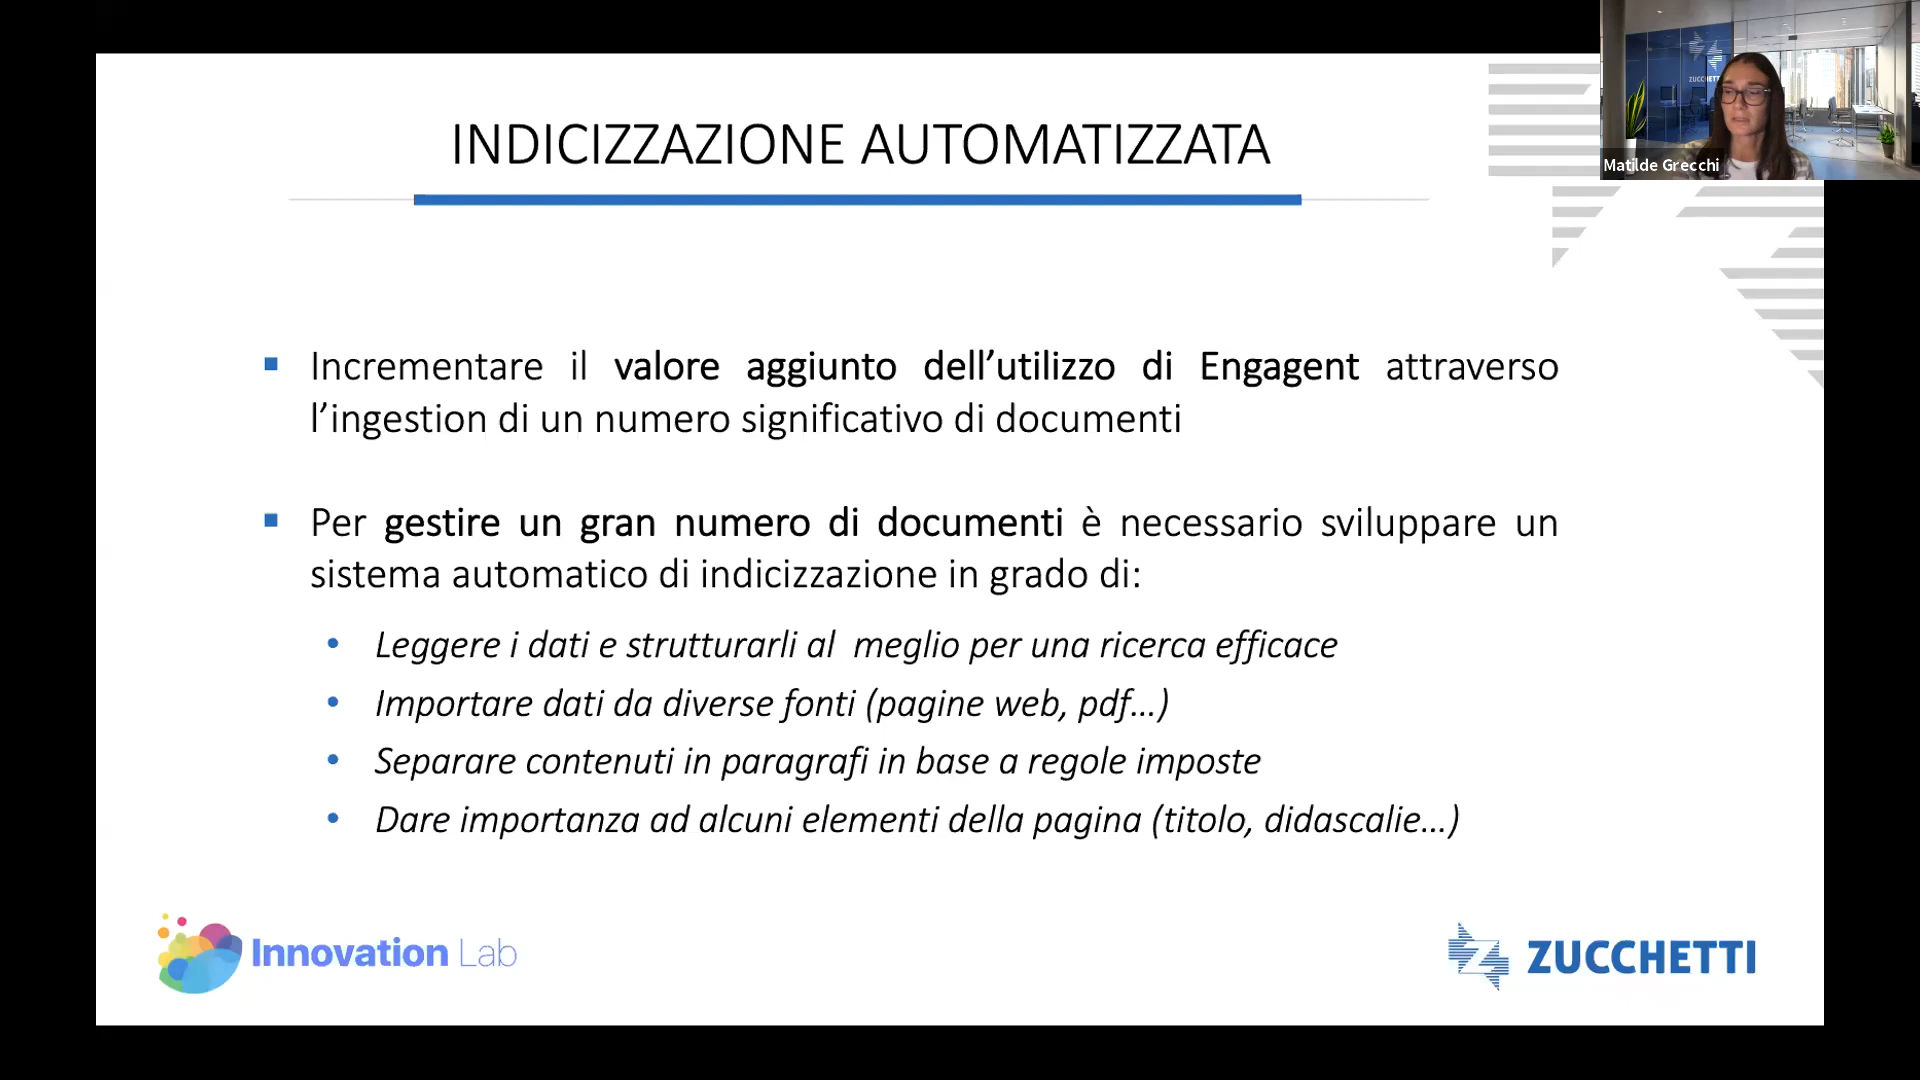 INDICIZZAZIONE AUTOMATIZZATA
ZUCCHETTI
Matilde Grecchi
Incrementare il valore aggiunto dell’utilizzo di Engagent attraverso
l’ingestion di un numero significativo di documenti
Per gestire un gran numero di documenti è necessario sviluppare un
sistema automatico di indicizzazione in grado di:
Leggere i dati e strutturarli al meglio per una ricerca efficace
Importare dati da diverse fonti (pagine web, pdf…)
Separare contenuti in paragrafi in base a regole imposte
Dare importanza ad alcuni elementi della pagina (titolo, didascalie…)
Innovation Lab
ZUCCHETTI